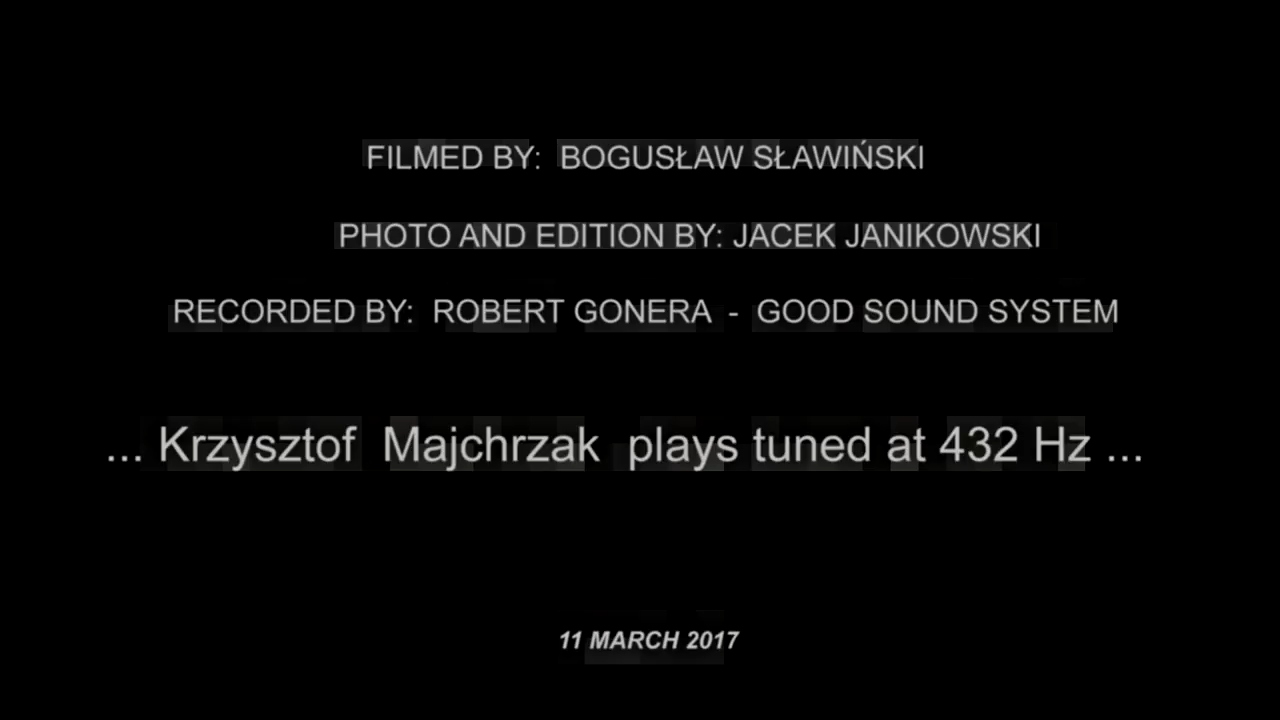 FILMED BY: BOGUSŁAW SŁAWIŃSKI
PHOTO AND EDITION BY: JACEK JANIKOWSKI
RECORDED BY: ROBERT GONERA - GOOD SOUND SYSTEM
... Krzysztof Majchrzak plays tuned at 432 Hz ...
11 MARCH 2017